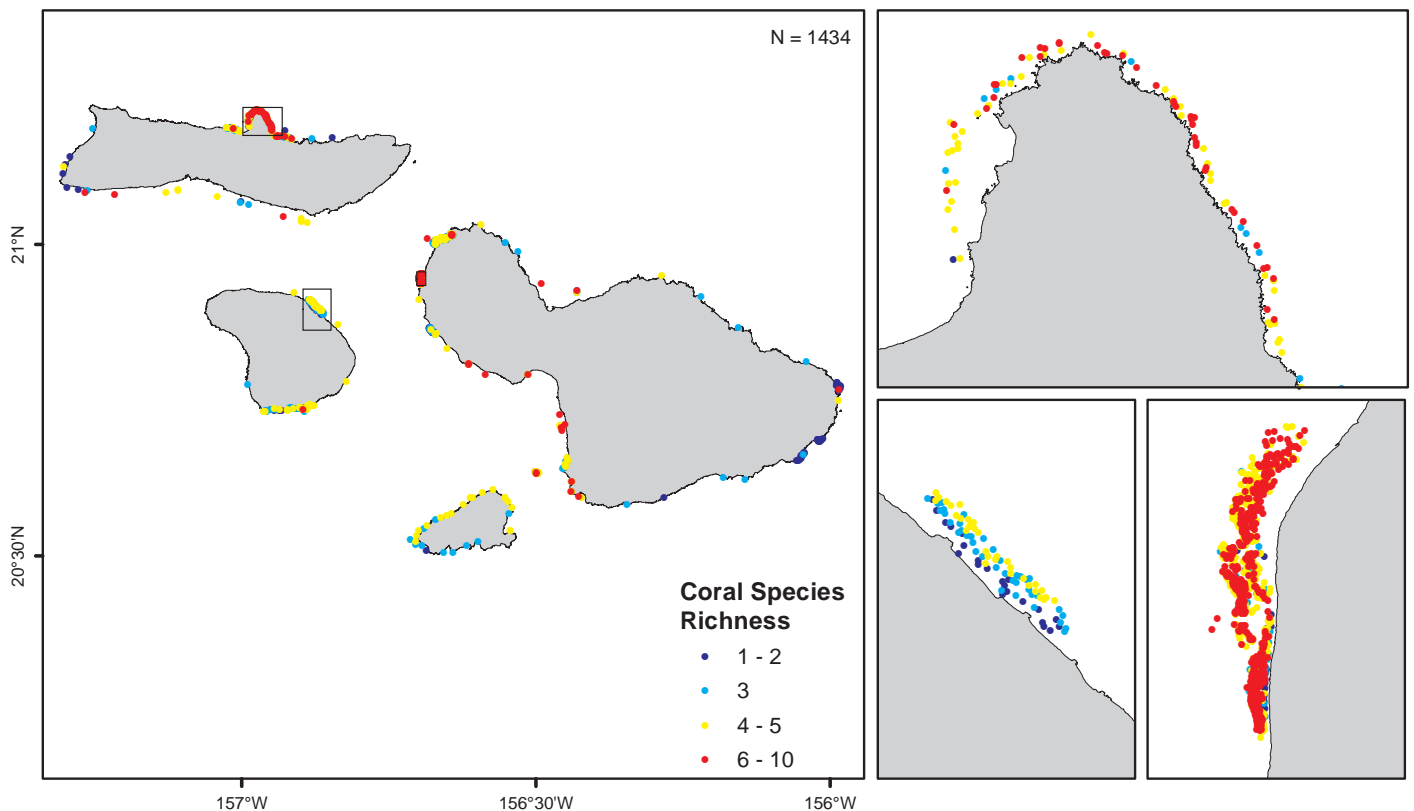 N = 1434
21°N
20°30'N
Coral Species
Richness
1 - 2
3
4 - 5
6 - 10
157°W
156°30'W
156°W